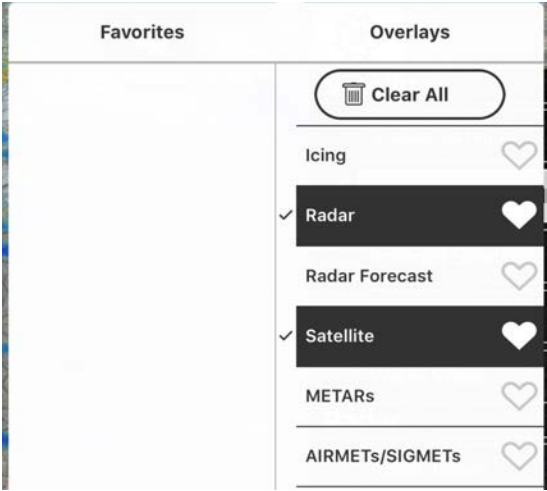 Favorites
Overlays
Clear All
Icing
Radar
Radar Forecast
Satellite
METARs
AIRMETs/SIGMETs